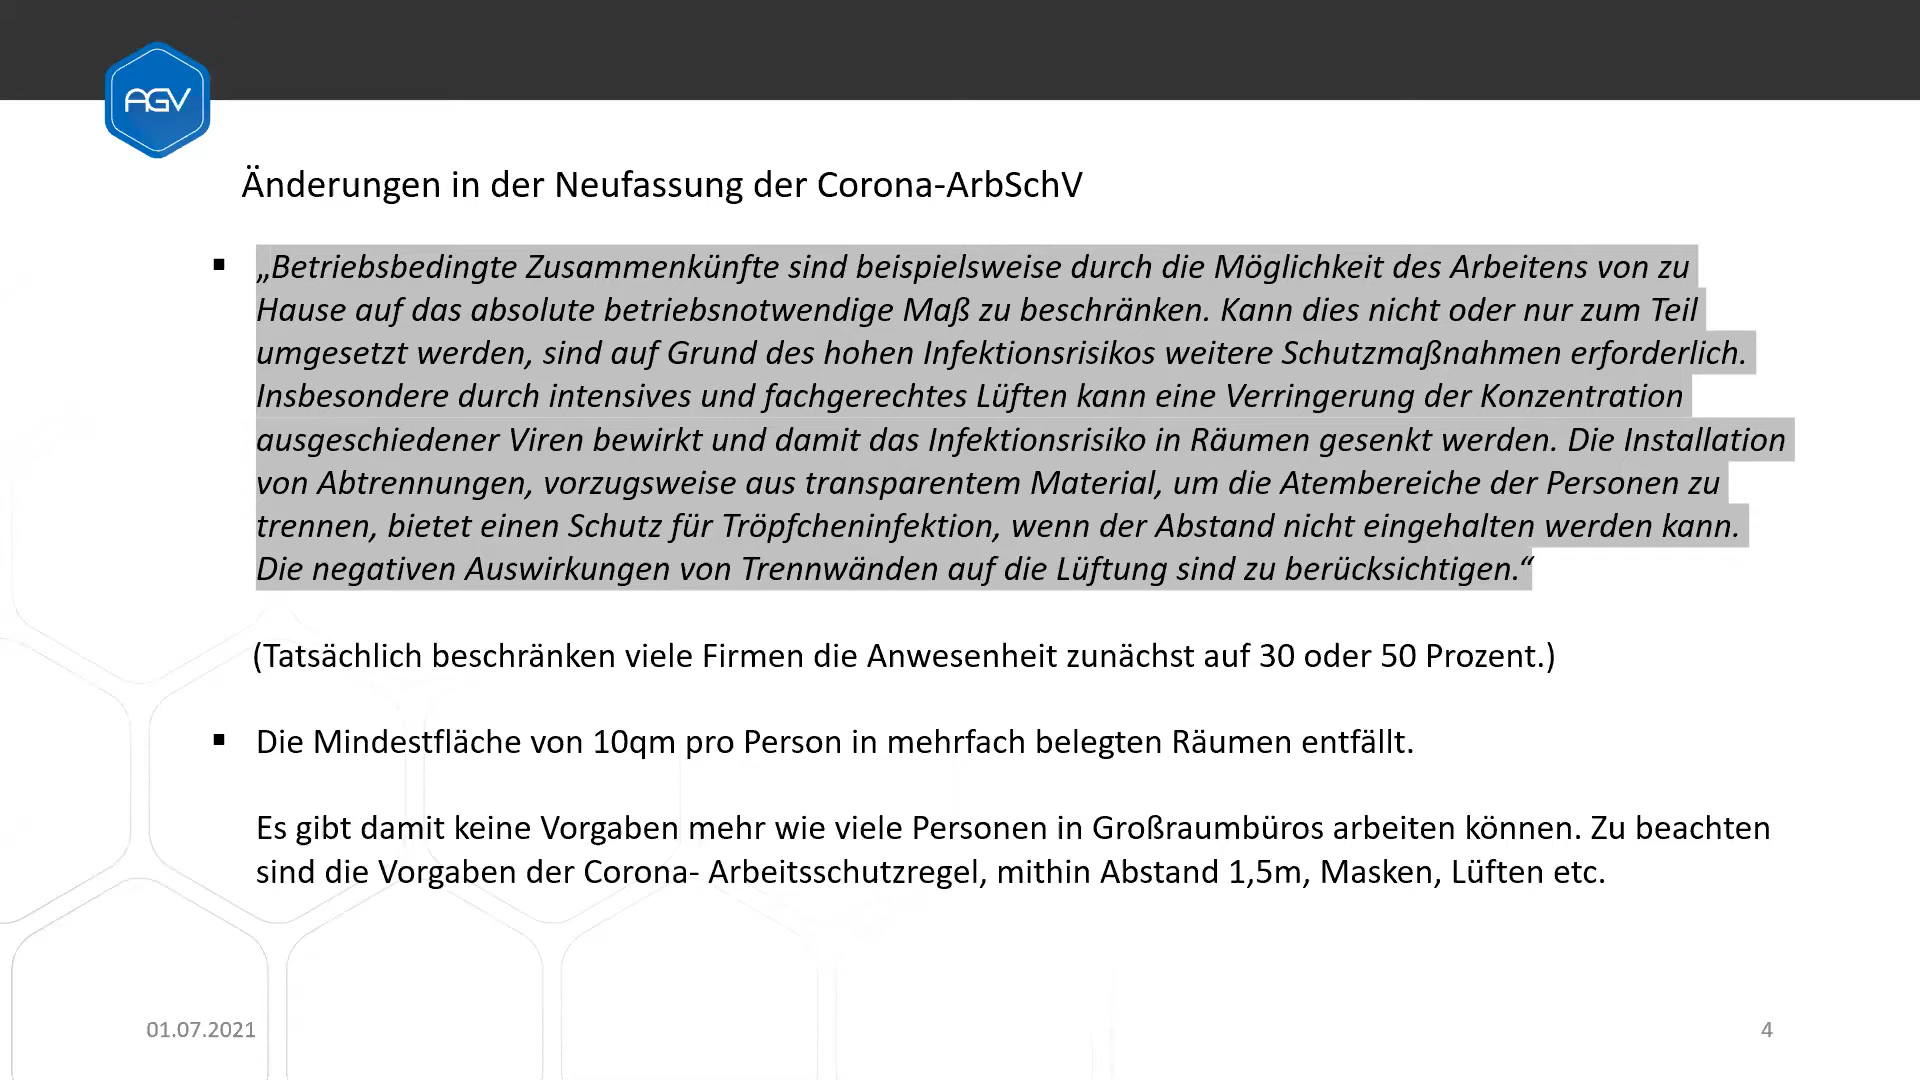 AGV
Änderungen in der Neufassung der Corona-ArbSchV
▪ „Betriebsbedingte Zusammenkünfte sind beispielsweise durch die Möglichkeit des Arbeitens von zu
Hause auf das absolute betriebsnotwendige Maß zu beschränken. Kann dies nicht oder nur zum Teil
umgesetzt werden, sind auf Grund des hohen Infektionsrisikos weitere Schutzmaßnahmen erforderlich.
Insbesondere durch intensives und fachgerechtes Lüften kann eine Verringerung der Konzentration
ausgeschiedener Viren bewirkt und damit das Infektionsrisiko in Räumen gesenkt werden. Die Installation
von Abtrennungen, vorzugsweise aus transparentem Material, um die Atembereiche der Personen zu
trennen, bietet einen Schutz für Tröpfcheninfektion, wenn der Abstand nicht eingehalten werden kann.
Die negativen Auswirkungen von Trennwänden auf die Lüftung sind zu berücksichtigen.“
(Tatsächlich beschränken viele Firmen die Anwesenheit zunächst auf 30 oder 50 Prozent.)
▪ Die Mindestfläche von 10qm pro Person in mehrfach belegten Räumen entfällt.
Es gibt damit keine Vorgaben mehr wie viele Personen in Großraumbüros arbeiten können. Zu beachten
sind die Vorgaben der Corona- Arbeitsschutzregel, mithin Abstand 1,5m, Masken, Lüften etc.
01.07.2021
4